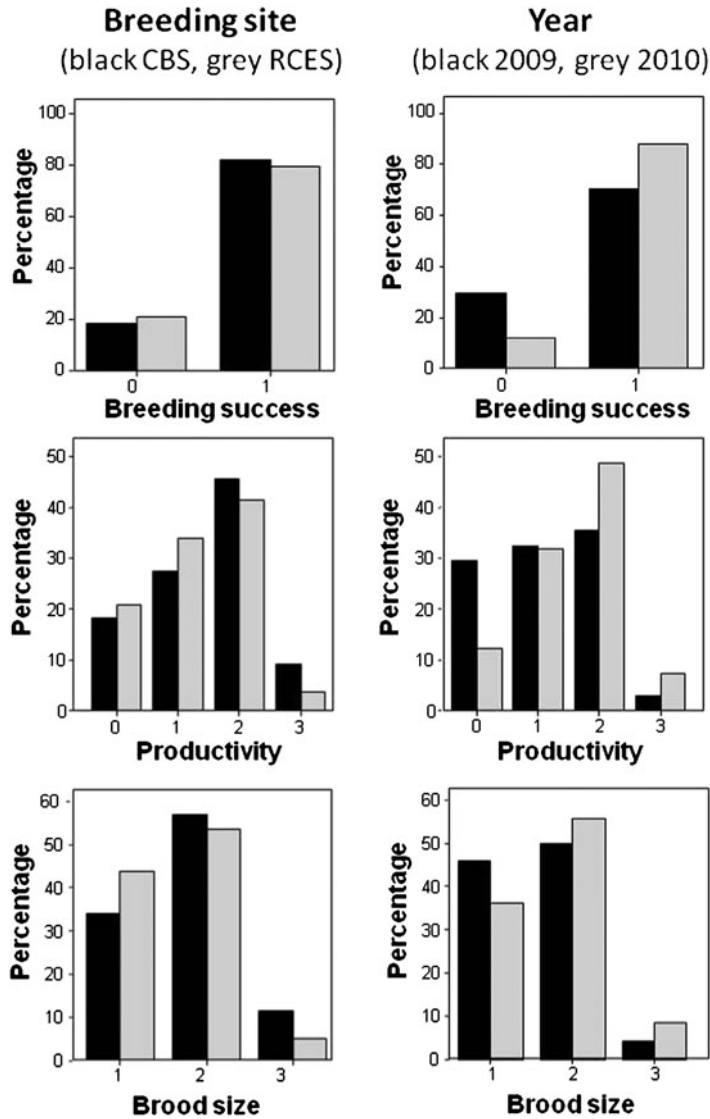 Breeding site
(black CBS, grey RCES)
Year
(black 2009, grey 2010)
100
80
60
40
20
0
Percentage
0 1
Breeding success
100
80
60
40
20
0
Percentage
0 1
Breeding success
50
40
30
20
10
0
Percentage
0 1 2 3
Productivity
50
40
30
20
10
0
Percentage
0 1 2 3
Productivity
60
50
40
30
20
10
0
Percentage
1 2 3
Brood size
60
50
40
30
20
10
0
Percentage
1 2 3
Brood size